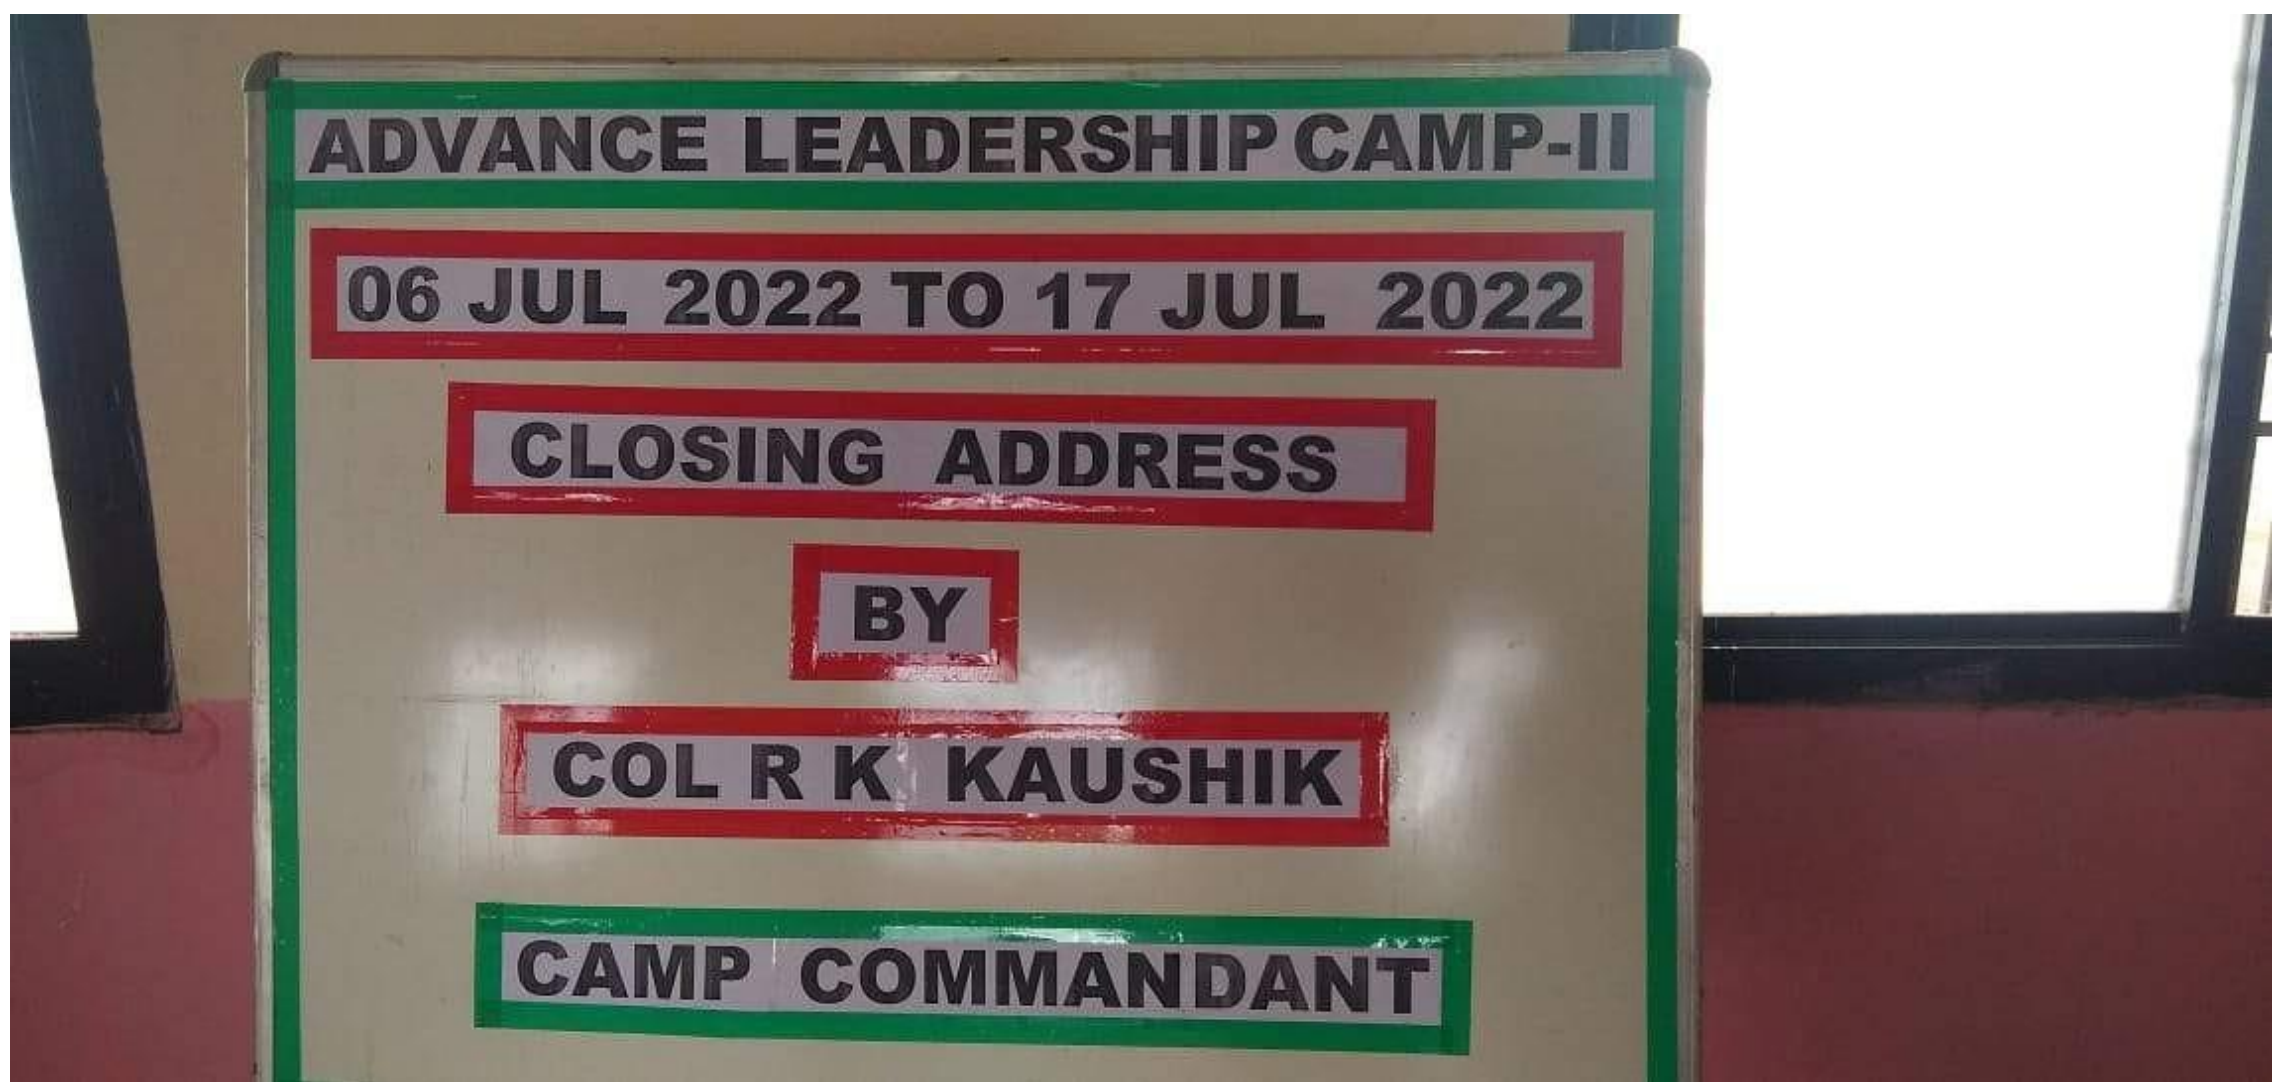 ADVANCE LEADERSHIP CAMP-II
06 JUL 2022 TO 17 JUL 2022
CLOSING ADDRESS
BY
COL R K KAUSHIK
CAMP COMMANDANT